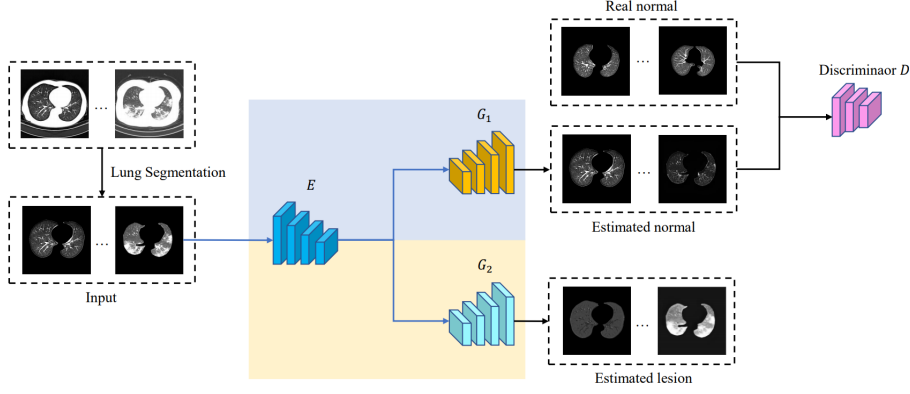 Real normal
...
Discriminaor D
...
G₁
Lung Segmentation
E
...
...
Estimated normal
G₂
Input
...
Estimated lesion